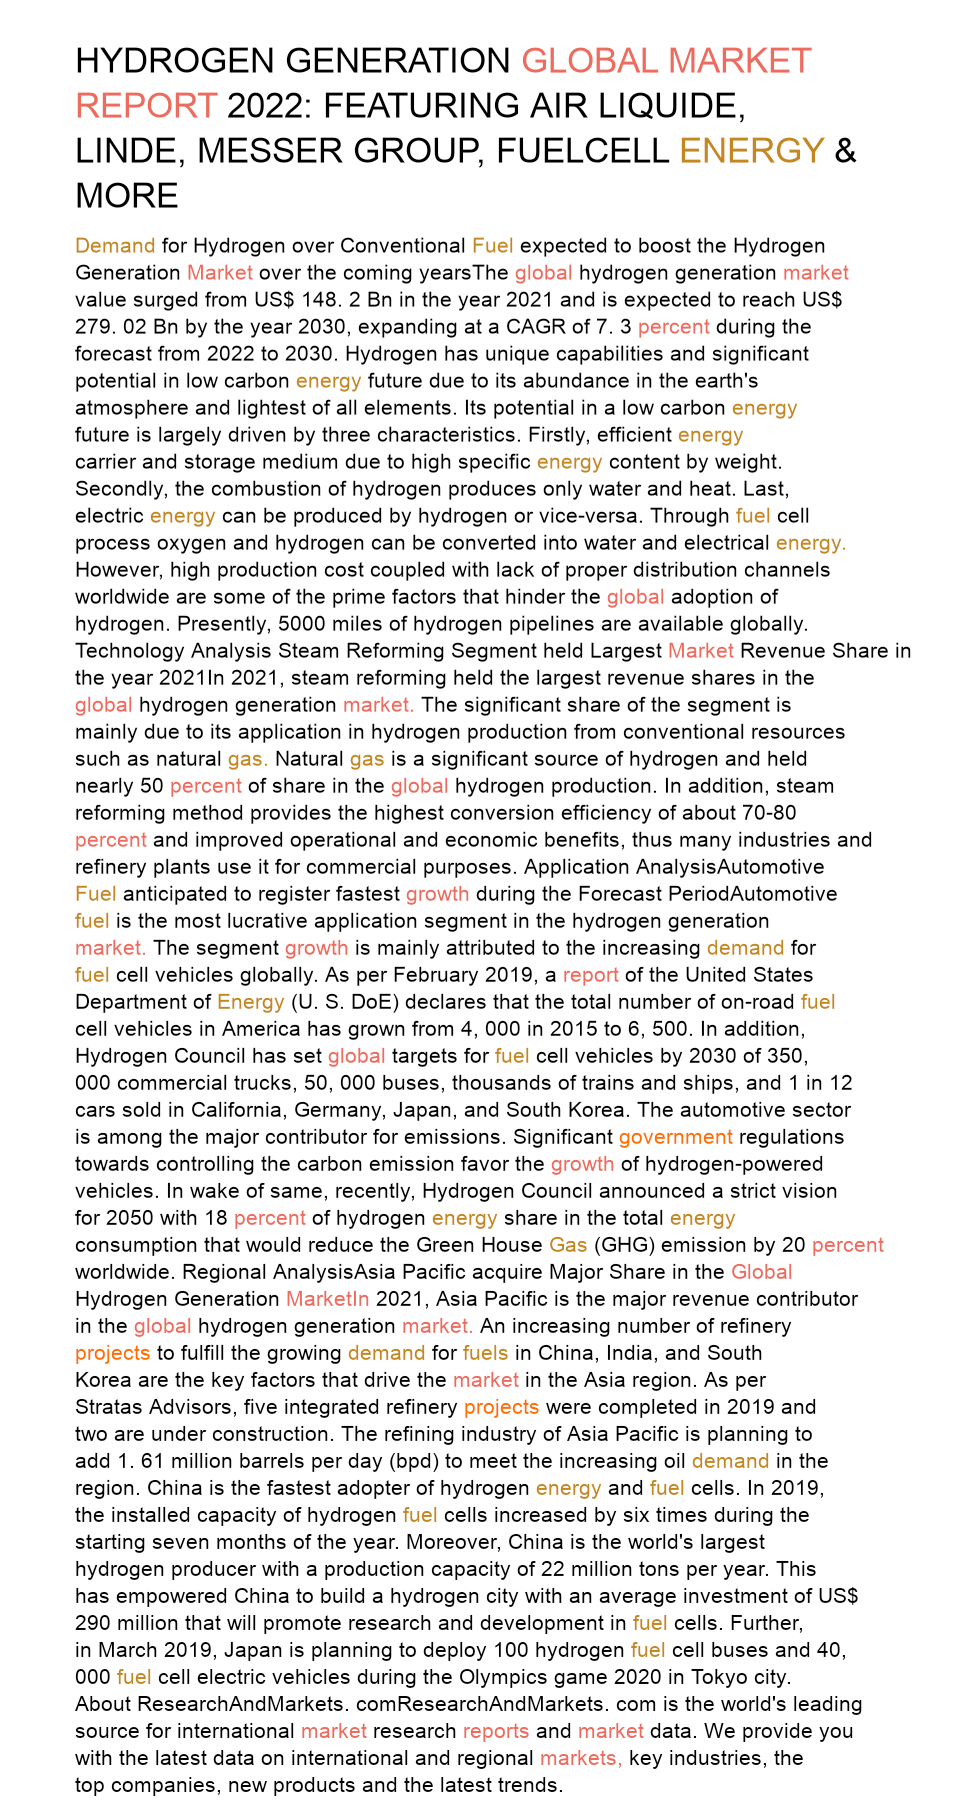 HYDROGEN GENERATION GLOBAL MARKET
REPORT 2022: FEATURING AIR LIQUIDE,
LINDE, MESSER GROUP, FUELCELL ENERGY &
MORE
Demand for Hydrogen over Conventional Fuel expected to boost the Hydrogen
Generation Market over the coming yearsThe global hydrogen generation market
value surged from US$ 148. 2 Bn in the year 2021 and is expected to reach US$
279. 02 Bn by the year 2030, expanding at a CAGR of 7. 3 percent during the
forecast from 2022 to 2030. Hydrogen has unique capabilities and significant
potential in low carbon energy future due to its abundance in the earth's
atmosphere and lightest of all elements. Its potential in a low carbon energy
future is largely driven by three characteristics. Firstly, efficient energy
carrier and storage medium due to high specific energy content by weight.
Secondly, the combustion of hydrogen produces only water and heat. Last,
electric energy can be produced by hydrogen or vice-versa. Through fuel cell
process oxygen and hydrogen can be converted into water and electrical energy.
However, high production cost coupled with lack of proper distribution channels
worldwide are some of the prime factors that hinder the global adoption of
hydrogen. Presently, 5000 miles of hydrogen pipelines are available globally.
Technology Analysis Steam Reforming Segment held Largest Market Revenue Share in
the year 2021In 2021, steam reforming held the largest revenue shares in the
global hydrogen generation market. The significant share of the segment is
mainly due to its application in hydrogen production from conventional resources
such as natural gas. Natural gas is a significant source of hydrogen and held
nearly 50 percent of share in the global hydrogen production. In addition, steam
reforming method provides the highest conversion efficiency of about 70-80
percent and improved operational and economic benefits, thus many industries and
refinery plants use it for commercial purposes. Application AnalysisAutomotive
Fuel anticipated to register fastest growth during the Forecast PeriodAutomotive
fuel is the most lucrative application segment in the hydrogen generation
market. The segment growth is mainly attributed to the increasing demand for
fuel cell vehicles globally. As per February 2019, a report of the United States
Department of Energy (U. S. DoE) declares that the total number of on-road fuel
cell vehicles in America has grown from 4, 000 in 2015 to 6, 500. In addition,
Hydrogen Council has set global targets for fuel cell vehicles by 2030 of 350,
000 commercial trucks, 50, 000 buses, thousands of trains and ships, and 1 in 12
cars sold in California, Germany, Japan, and South Korea. The automotive sector
is among the major contributor for emissions. Significant government regulations
towards controlling the carbon emission favor the growth of hydrogen-powered
vehicles. In wake of same, recently, Hydrogen Council announced a strict vision
for 2050 with 18 percent of hydrogen energy share in the total energy
consumption that would reduce the Green House Gas (GHG) emission by 20 percent
worldwide. Regional AnalysisAsia Pacific acquire Major Share in the Global
Hydrogen Generation MarketIn 2021, Asia Pacific is the major revenue contributor
in the global hydrogen generation market. An increasing number of refinery
projects to fulfill the growing demand for fuels in China, India, and South
Korea are the key factors that drive the market in the Asia region. As per
Stratas Advisors, five integrated refinery projects were completed in 2019 and
two are under construction. The refining industry of Asia Pacific is planning to
add 1. 61 million barrels per day (bpd) to meet the increasing oil demand in the
region. China is the fastest adopter of hydrogen energy and fuel cells. In 2019,
the installed capacity of hydrogen fuel cells increased by six times during the
starting seven months of the year. Moreover, China is the world's largest
hydrogen producer with a production capacity of 22 million tons per year. This
has empowered China to build a hydrogen city with an average investment of US$
290 million that will promote research and development in fuel cells. Further,
in March 2019, Japan is planning to deploy 100 hydrogen fuel cell buses and 40,
000 fuel cell electric vehicles during the Olympics game 2020 in Tokyo city.
About ResearchAndMarkets. comResearchAndMarkets. com is the world's leading
source for international market research reports and market data. We provide you
with the latest data on international and regional markets, key industries, the
top companies, new products and the latest trends.